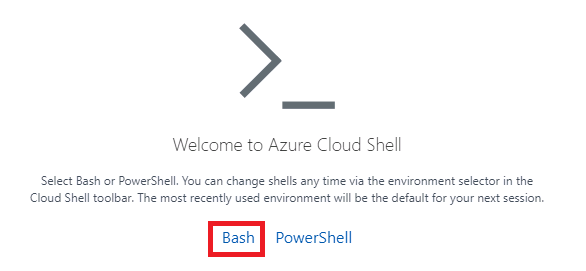 Welcome to Azure Cloud Shell
Select Bash or PowerShell. You can change shells any time via the environment selector in the
Cloud Shell toolbar. The most recently used environment will be the default for your next session.
Bash PowerShell